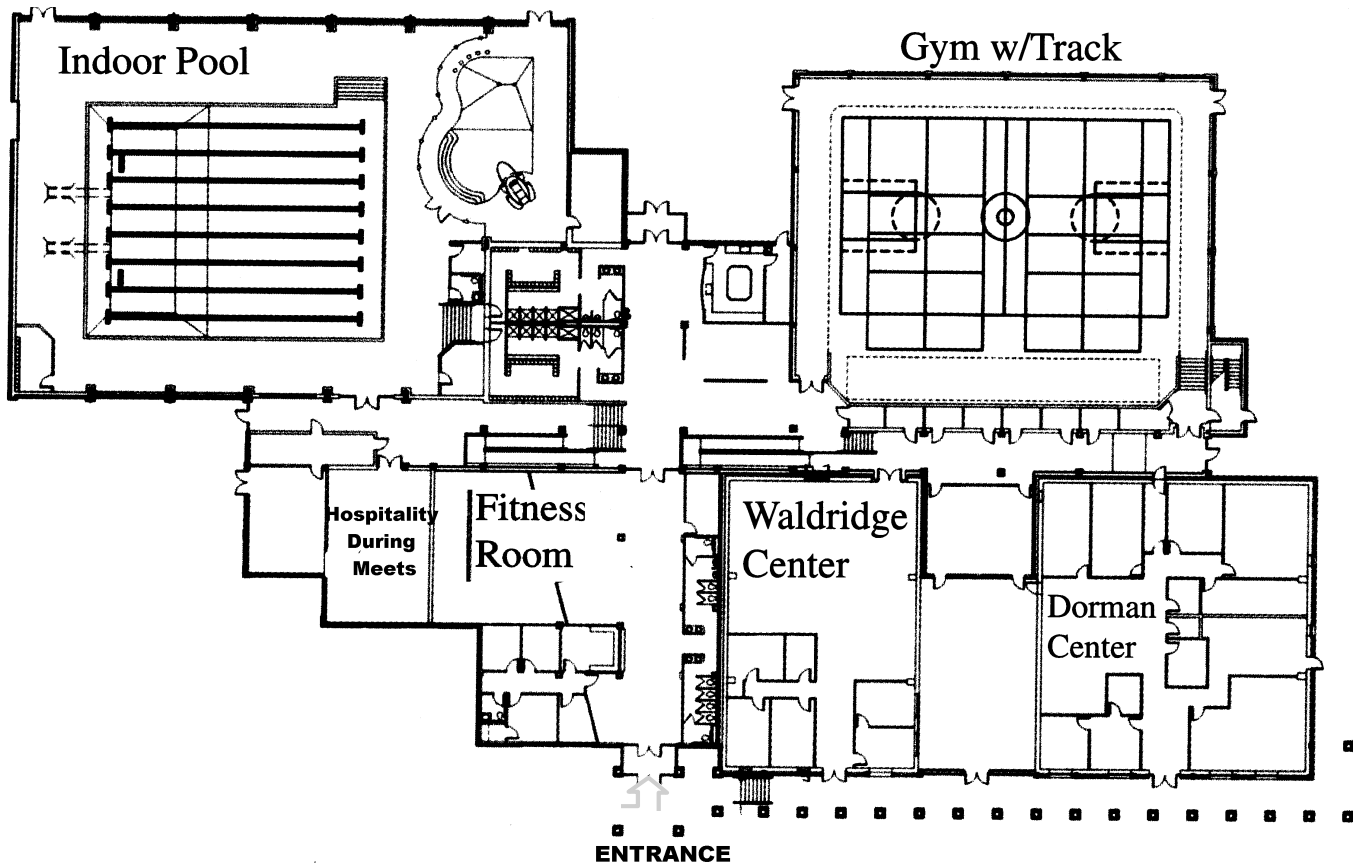 Indoor Pool
Gym w/Track
Hospitality
During
Meets
Fitness
Room
Waldridge
Center
Dorman
Center
ENTRANCE